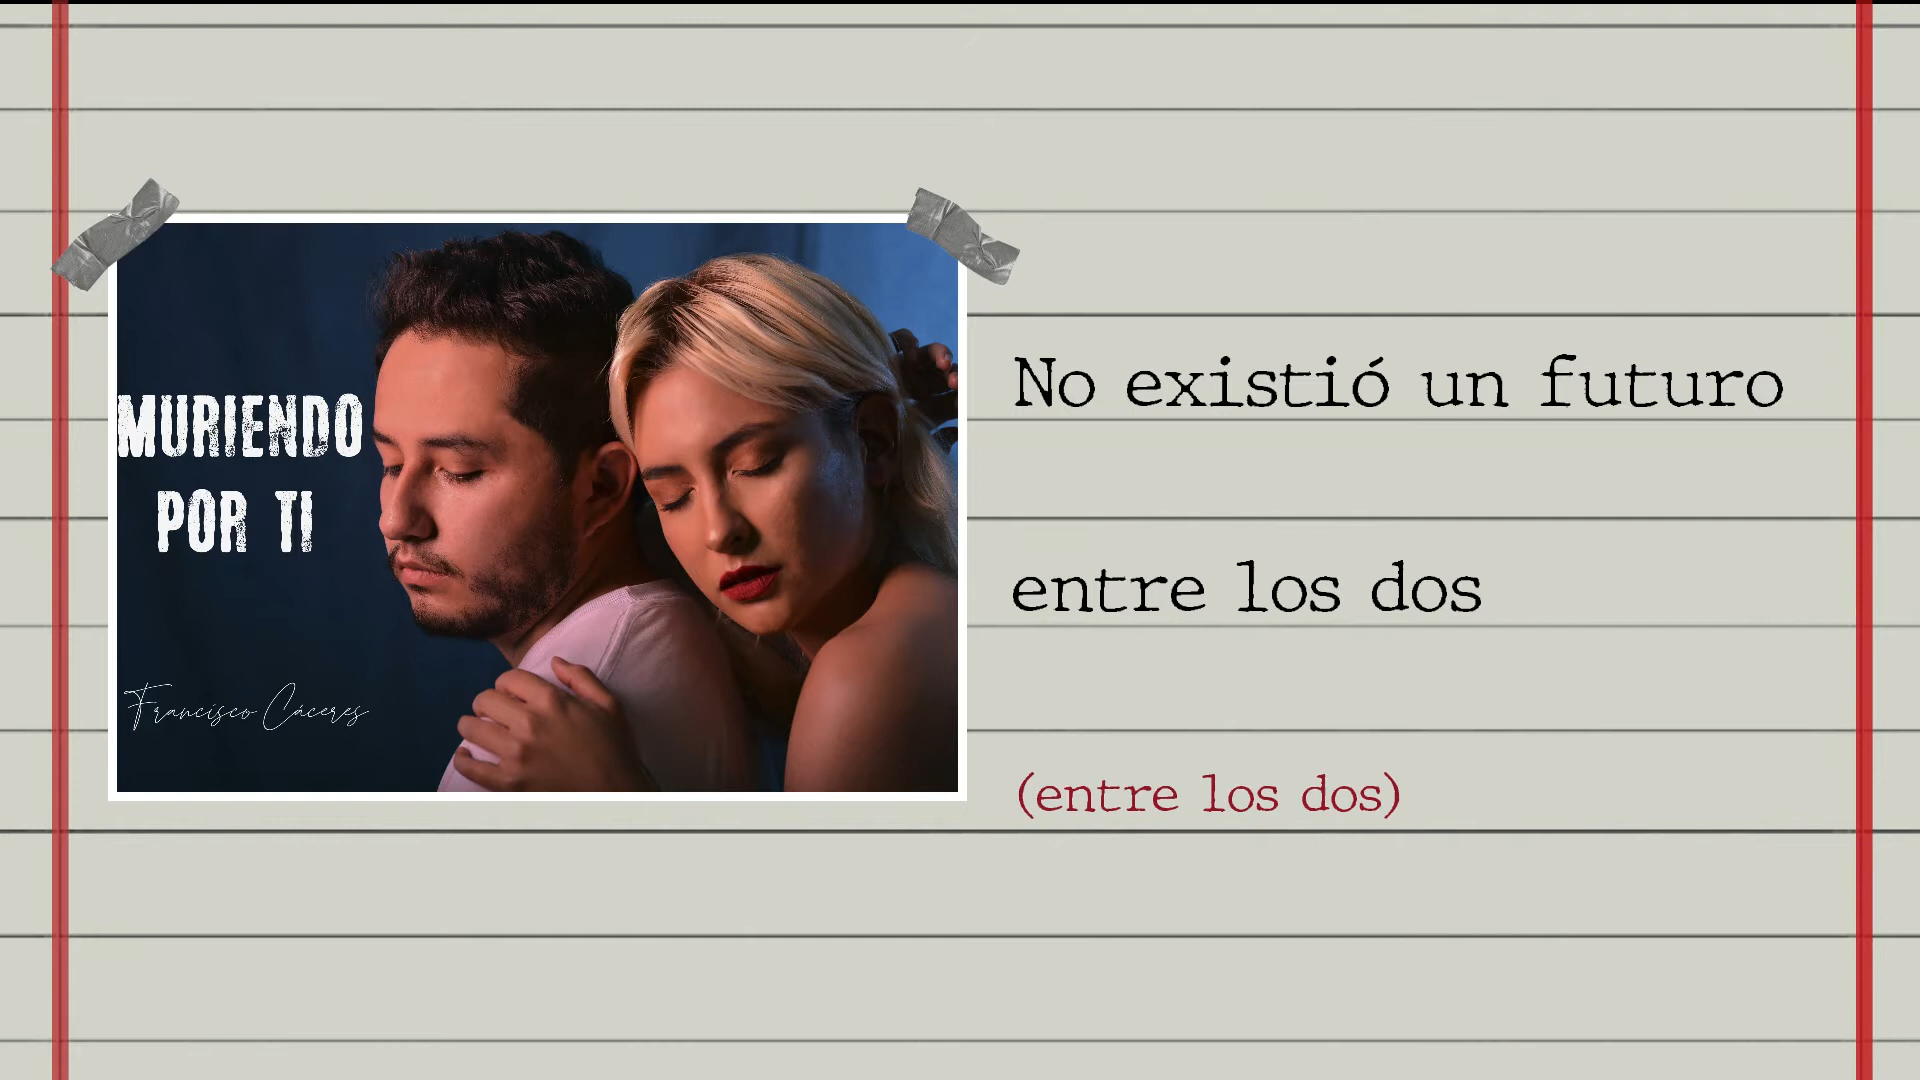 MURIENDO
POR TI
Francisco Cáceres
No existió un futuro
entre los dos
(entre los dos)